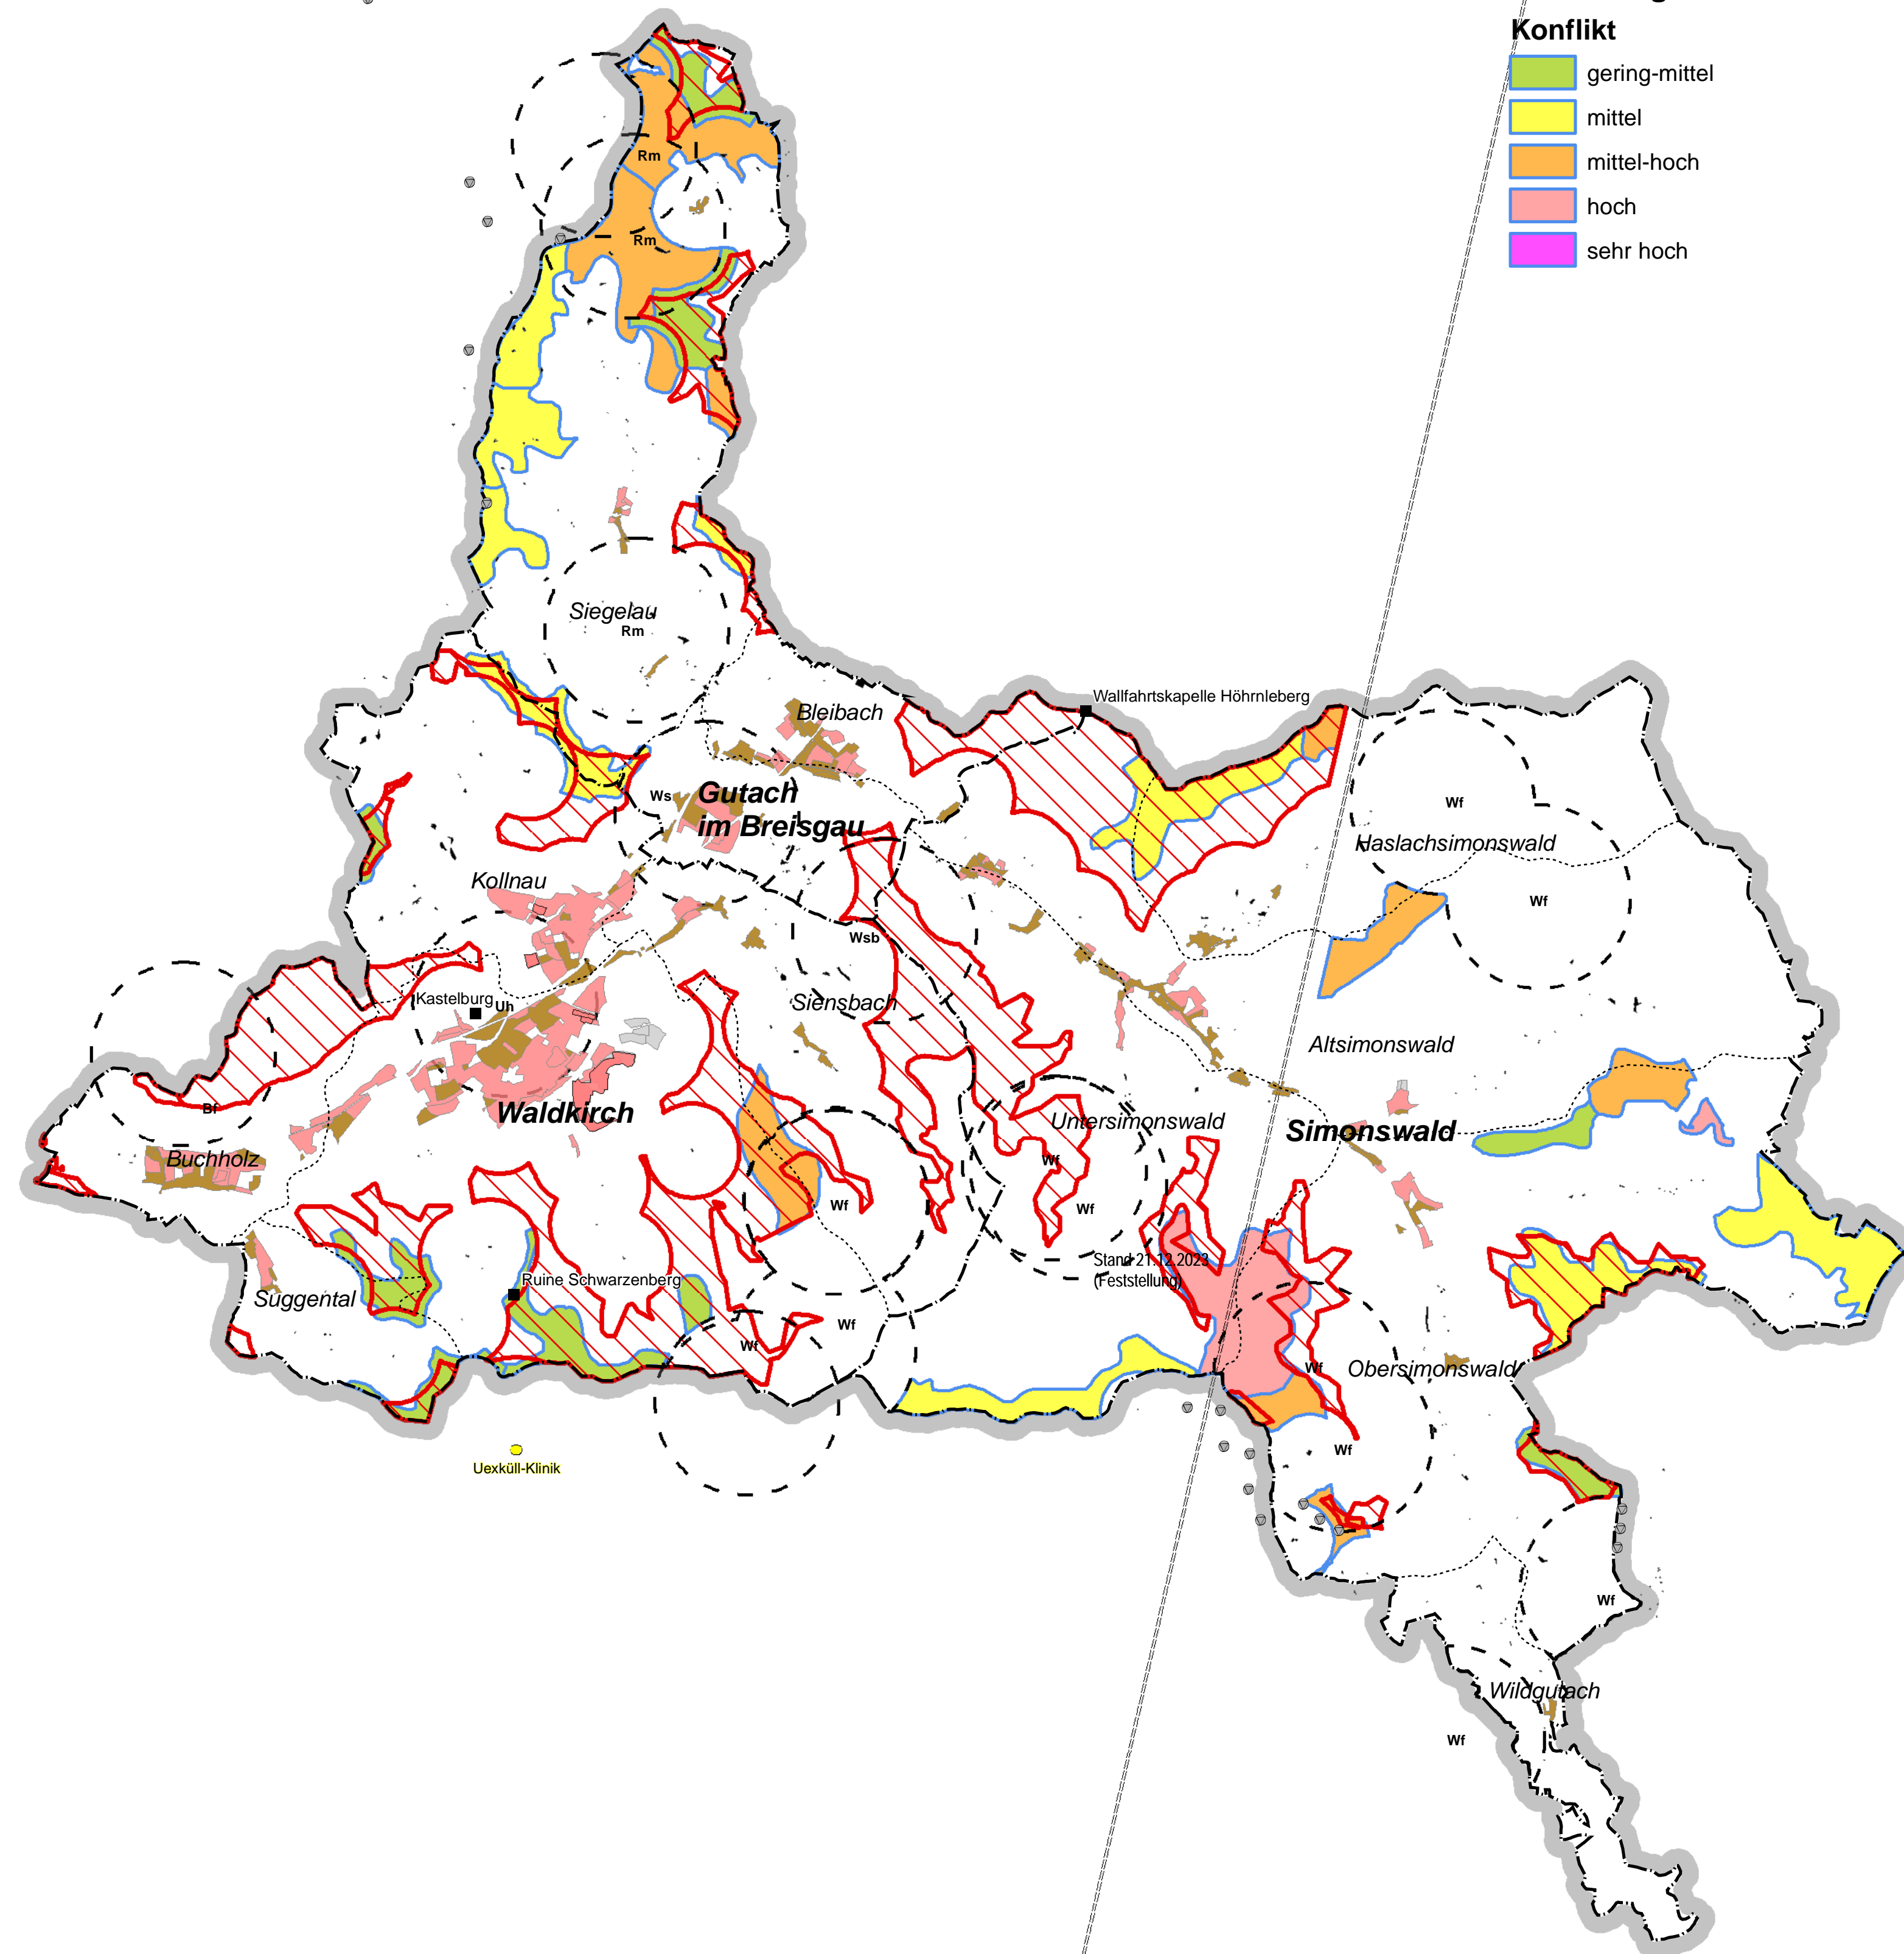 Konflikt
gering-mittel
mittel
mittel-hoch
hoch
sehr hoch
Rm
Rm
Siegelau
Rm
Wallfahrtskapelle Höhrnleberg
Bleibach
Ws
Gutach
im Breisgau
Wf
Haslachsimonswald
Kollnau
Wf
Wsb
Kastelburg
Uh
Siensbach
Altsimonswald
Bf
Waldkirch
Untersimonswald
Simonswald
Buchholz
Wf
Wf
Wf
Stand 21.12.2023
(Feststellung)
Ruine Schwarzenberg
Suggental
Wf
Wf
Wf
Obersimonswald
Wf
Uexküll-Klinik
Wf
Wildgutach
Wf